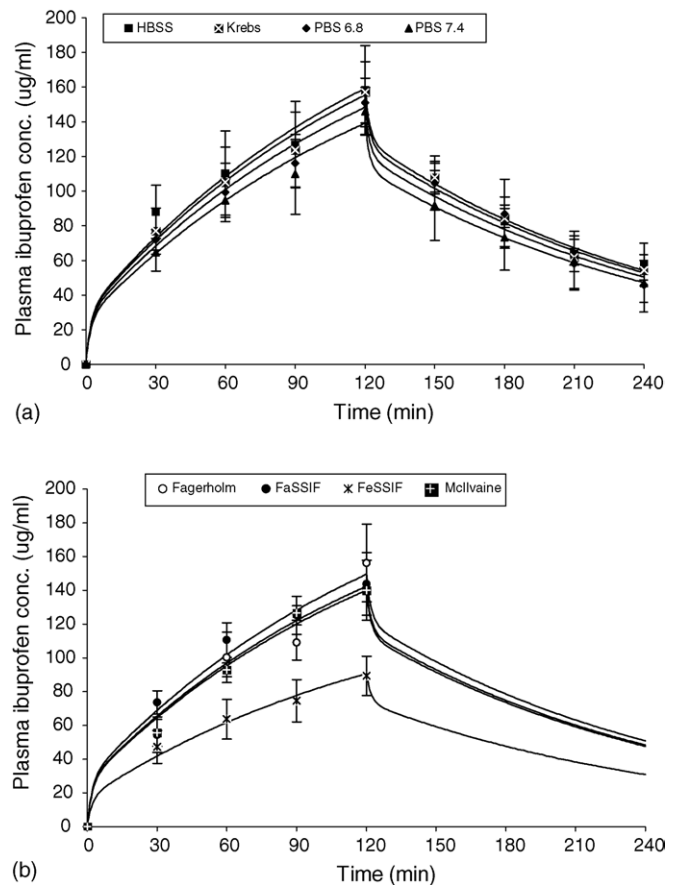 HBSS Krebs PBS 6.8 PBS 7.4
Plasma ibuprofen conc. (ug/ml)
200
180
160
140
120
100
80
60
40
20
0
0 30 60 90 120 150 180 210 240
Time (min)
(a)
Fagerholm FaSSIF FeSSIF McIlvaine
Plasma ibuprofen conc. (ug/ml)
200
180
160
140
120
100
80
60
40
20
0
0 30 60 90 120 150 180 210 240
Time (min)
(b)